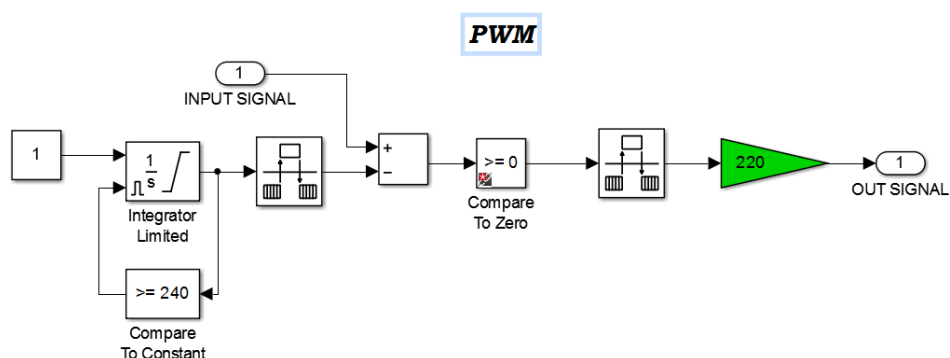 PWM
1
INPUT SIGNAL
1
1
s
Integrator
Limited
+
−
>= 0
Compare
To Zero
220
1
OUT SIGNAL
>= 240
Compare
To Constant